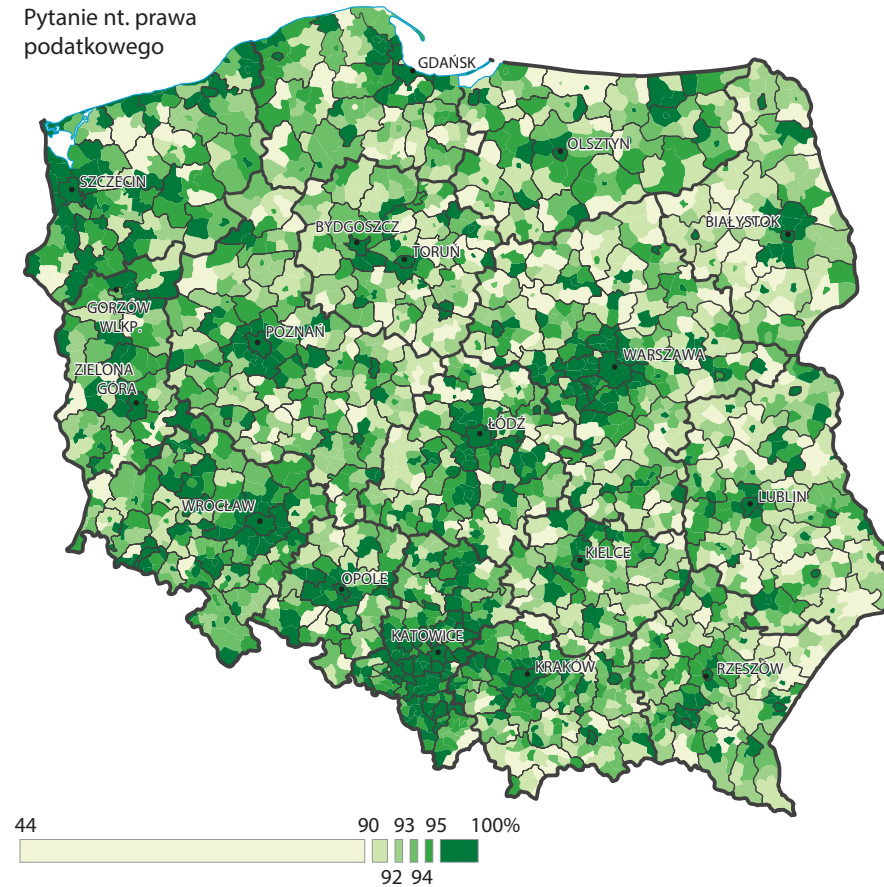 Pytanie nt. prawa
podatkowego
GDAŃSK
OLSZTYN
SZCZECIN
BIAŁYSTOK
BYDGOSZCZ
TORUŃ
GORZÓW
WLKP.
POZNAŃ
WARSZAWA
ZIELONA
GÓRA
ŁÓDŹ
WROCŁAW
LUBLIN
KIELCE
OPOLE
KATOWICE
KRAKÓW
RZESZÓW
44 90 93 95 100%
92 94